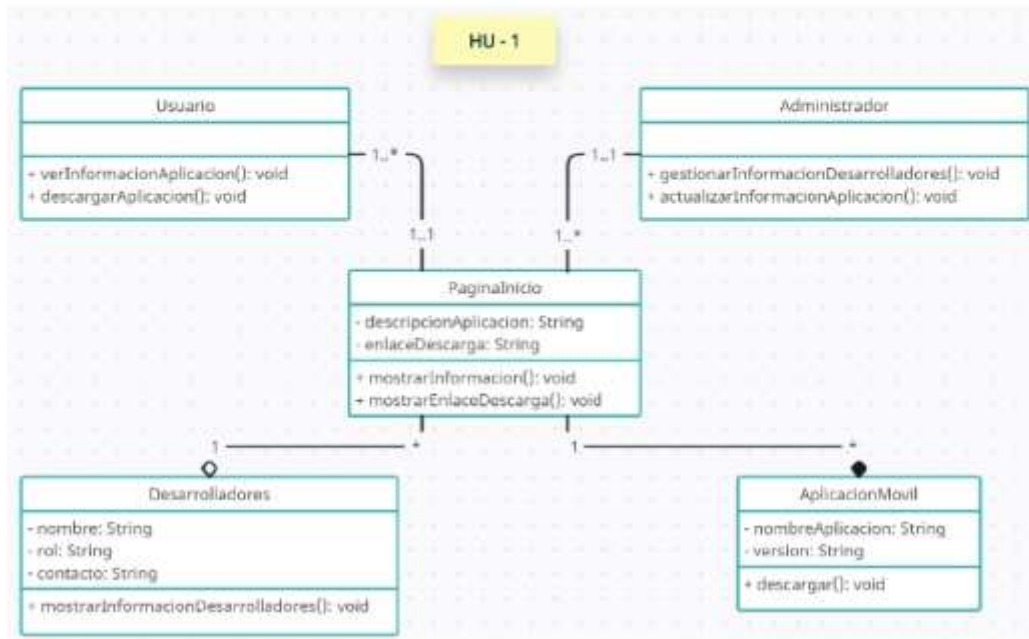 HU - 1
Usuario
+ verInformacionAplicacion(): void
+ descargarAplicacion(): void
Administrador
+ gestionarInformacionDesarrolladores(): void
+ actualizarInformacionAplicacion(): void
1..*
1..1
1..1
1..*
PaginaInicio
- descripcionAplicacion: String
- enlaceDescarga: String
+ mostrarInformacion(): void
+ mostrarEnlaceDescarga(): void
1
*
1
*
Desarrolladores
- nombre: String
- rol: String
- contacto: String
+ mostrarInformacionDesarrolladores(): void
AplicacionMovil
- nombreAplicacion: String
- version: String
+ descargar(): void